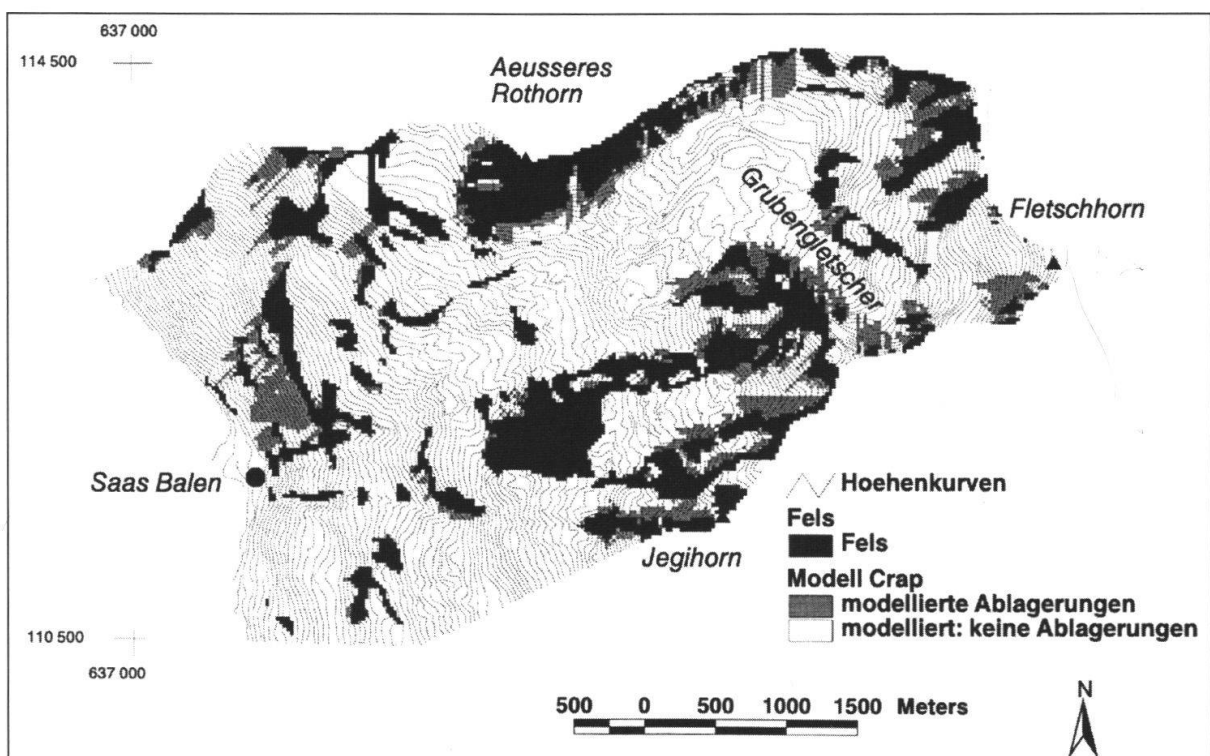 637 000
114 500
Aeusseres
Rothorn
Grubengletscher
Fletschhorn
Saas Balen
Jegihorn
Hoehenkurven
Fels
Fels
Modell Crap
modellierte Ablagerungen
modelliert: keine Ablagerungen
110 500
637 000
500 0 500 1000 1500 Meters
N